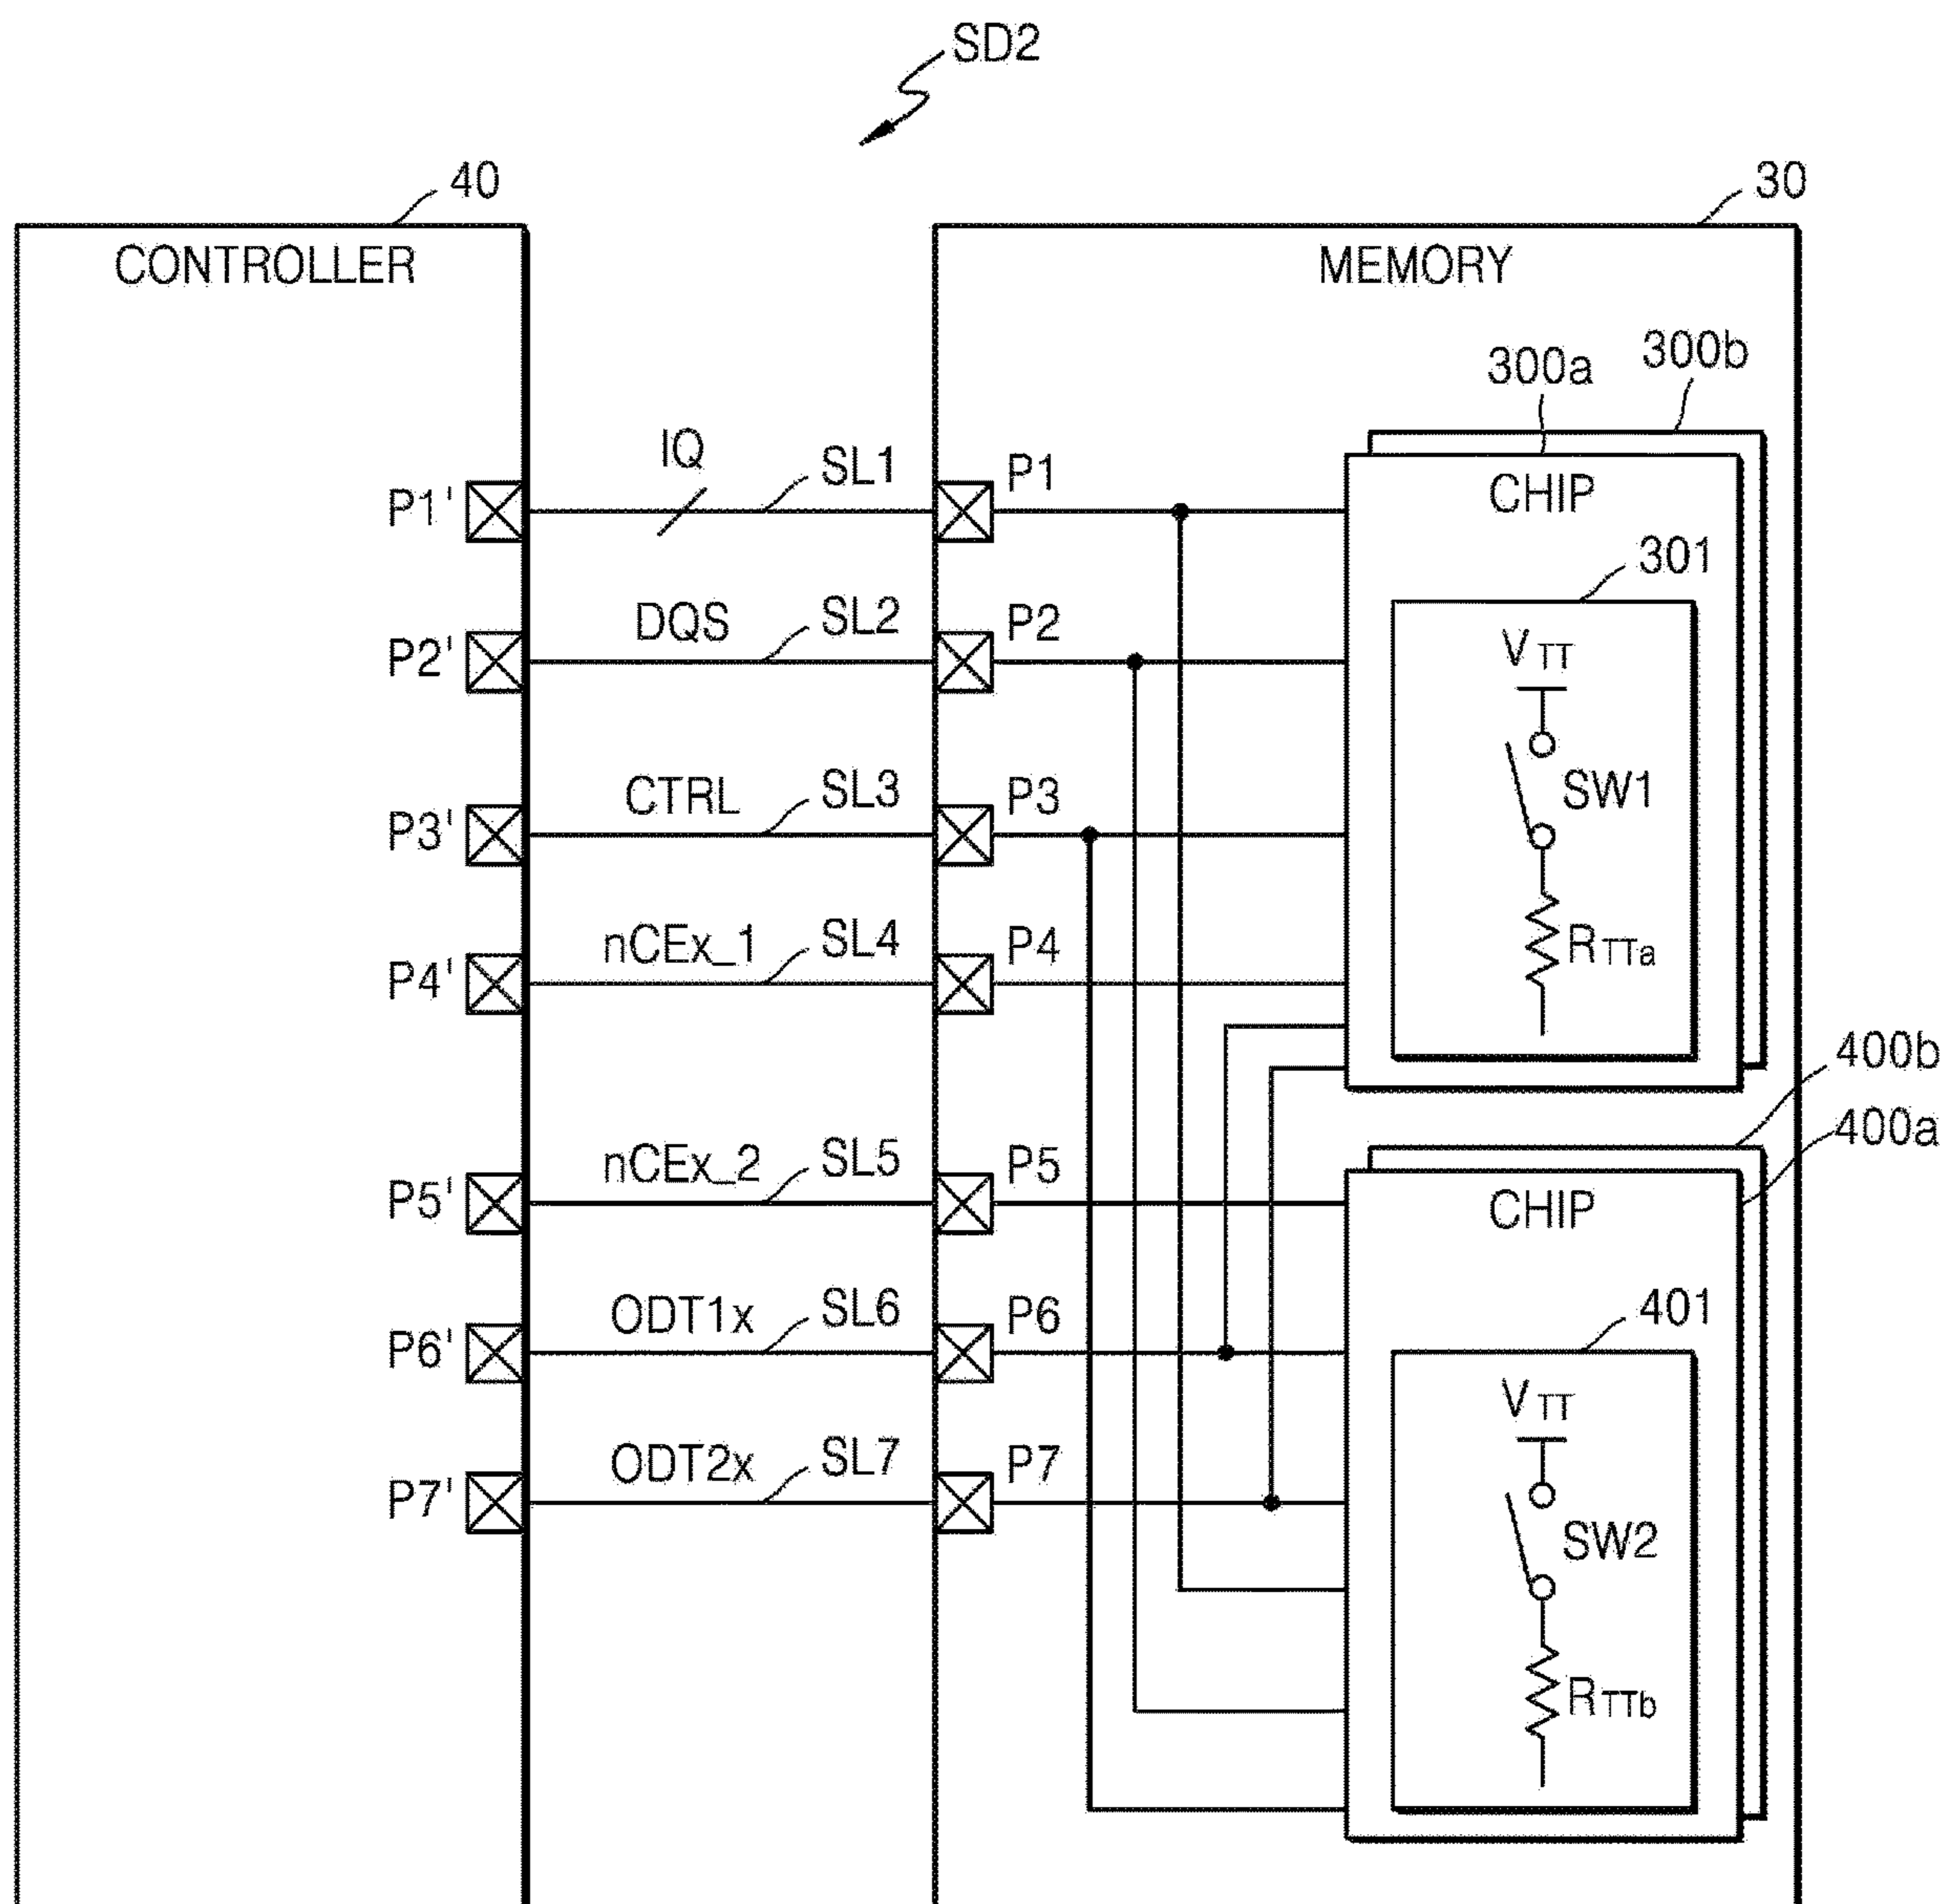 SD2
40
30
CONTROLLER
MEMORY
300a
300b
CHIP
301
VTT
SW1
RTTa
P1' IQ SL1 P1
P2' DQS SL2 P2
P3' CTRL SL3 P3
P4' nCEx_1 SL4 P4
400b
400a
P5' nCEx_2 SL5 P5
P6' ODT1x SL6 P6
P7' ODT2x SL7 P7
CHIP
401
VTT
SW2
RTTb